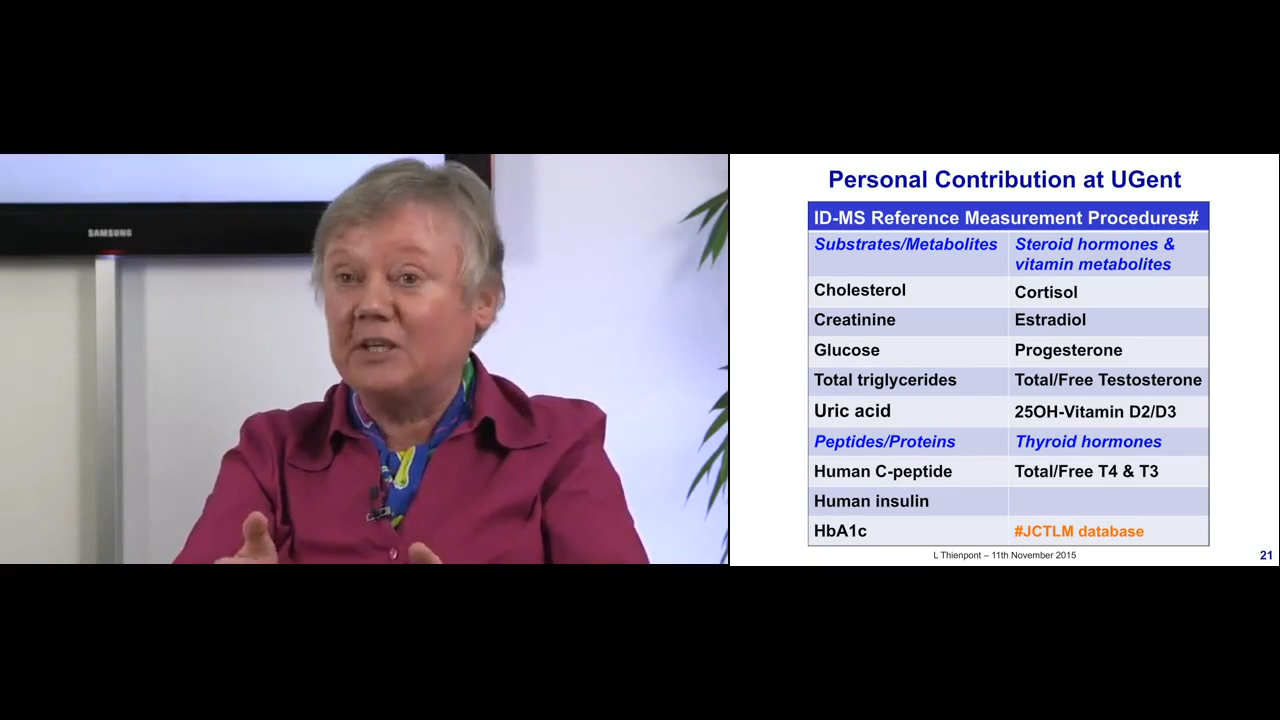 SAMSUNG
Personal Contribution at UGent
ID-MS Reference Measurement Procedures#
Substrates/Metabolites
Steroid hormones &
vitamin metabolites
Cholesterol
Cortisol
Creatinine
Estradiol
Glucose
Progesterone
Total triglycerides
Total/Free Testosterone
Uric acid
25OH-Vitamin D2/D3
Peptides/Proteins
Thyroid hormones
Human C-peptide
Total/Free T4 & T3
Human insulin
HbA1c
#JCTLM database
L Thienpont – 11th November 2015
21